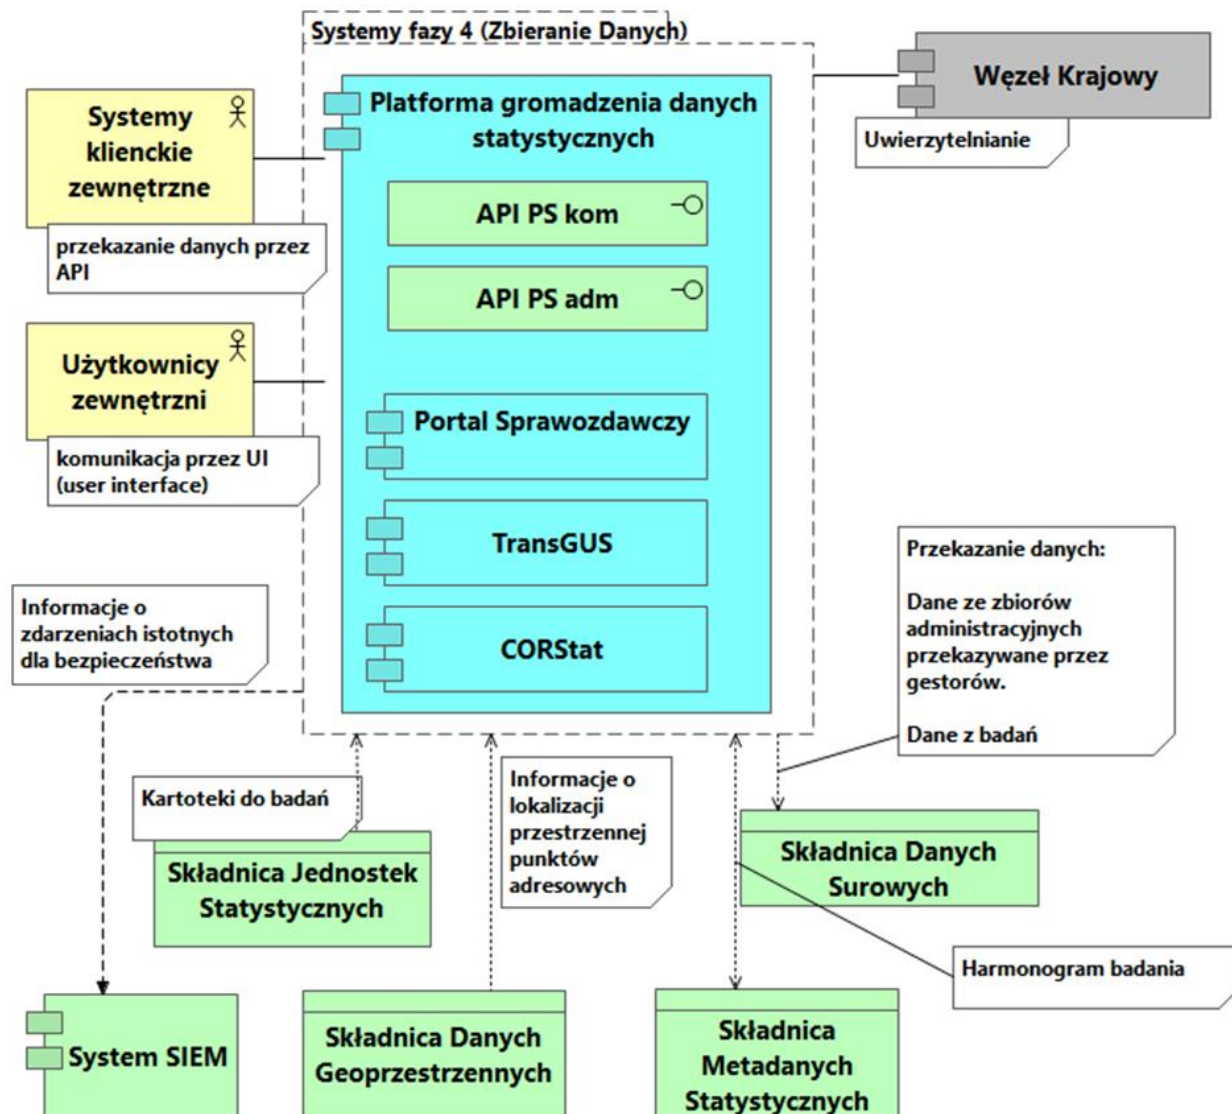 Systemy fazy 4 (Zbieranie Danych)
Węzeł Krajowy
Uwierzytelnianie
Systemy
klienckie
zewnętrzne
przekazanie danych przez
API
Platforma gromadzenia danych
statystycznych
API PS kom
API PS adm
Użytkownicy
zewnętrzni
komunikacja przez UI
(user interface)
Portal Sprawozdawczy
TransGUS
CORStat
Informacje o
zdarzeniach istotnych
dla bezpieczeństwa
Przekazanie danych:
Dane ze zbiorów
administracyjnych
przekazywane przez
gestorów.
Dane z badań
Kartoteki do badań
Składnica Jednostek
Statystycznych
Informacje o
lokalizacji
przestrzennej
punktów
adresowych
Składnica Danych
Surowych
Harmonogram badania
System SIEM
Składnica Danych
Geoprzestrzennych
Składnica
Metadanych
Statystycznych